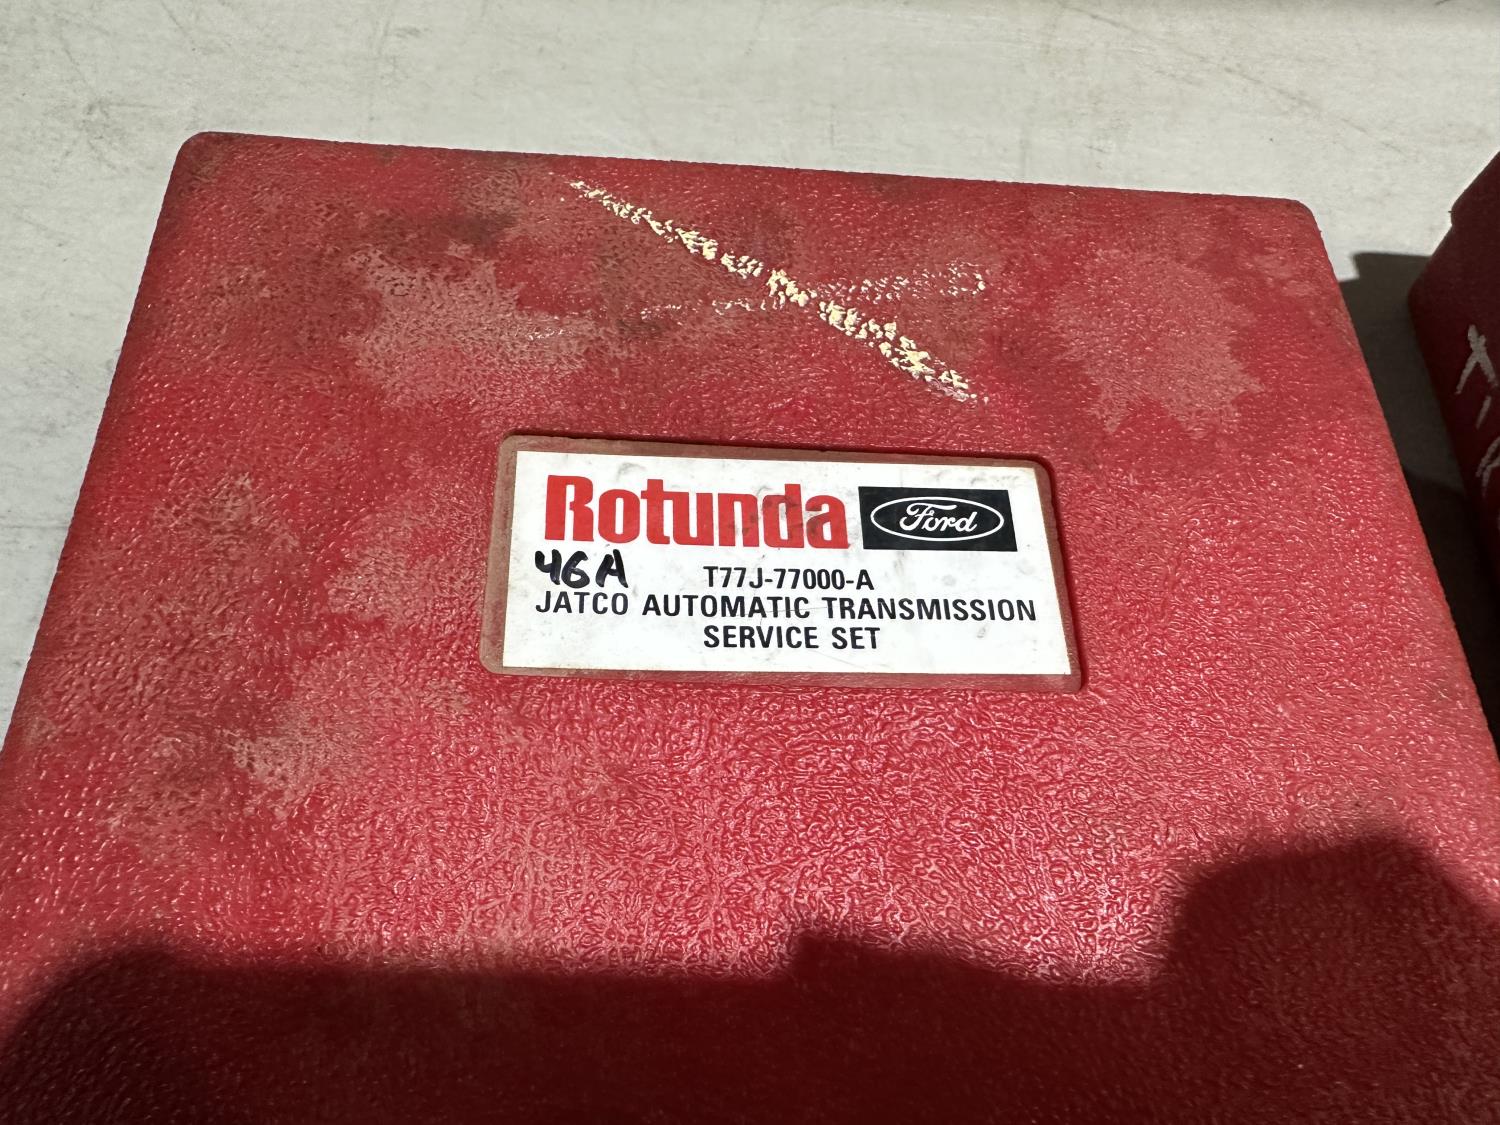 Rotunda Ford
46A T77J-77000-A
JATCO AUTOMATIC TRANSMISSION
SERVICE SET